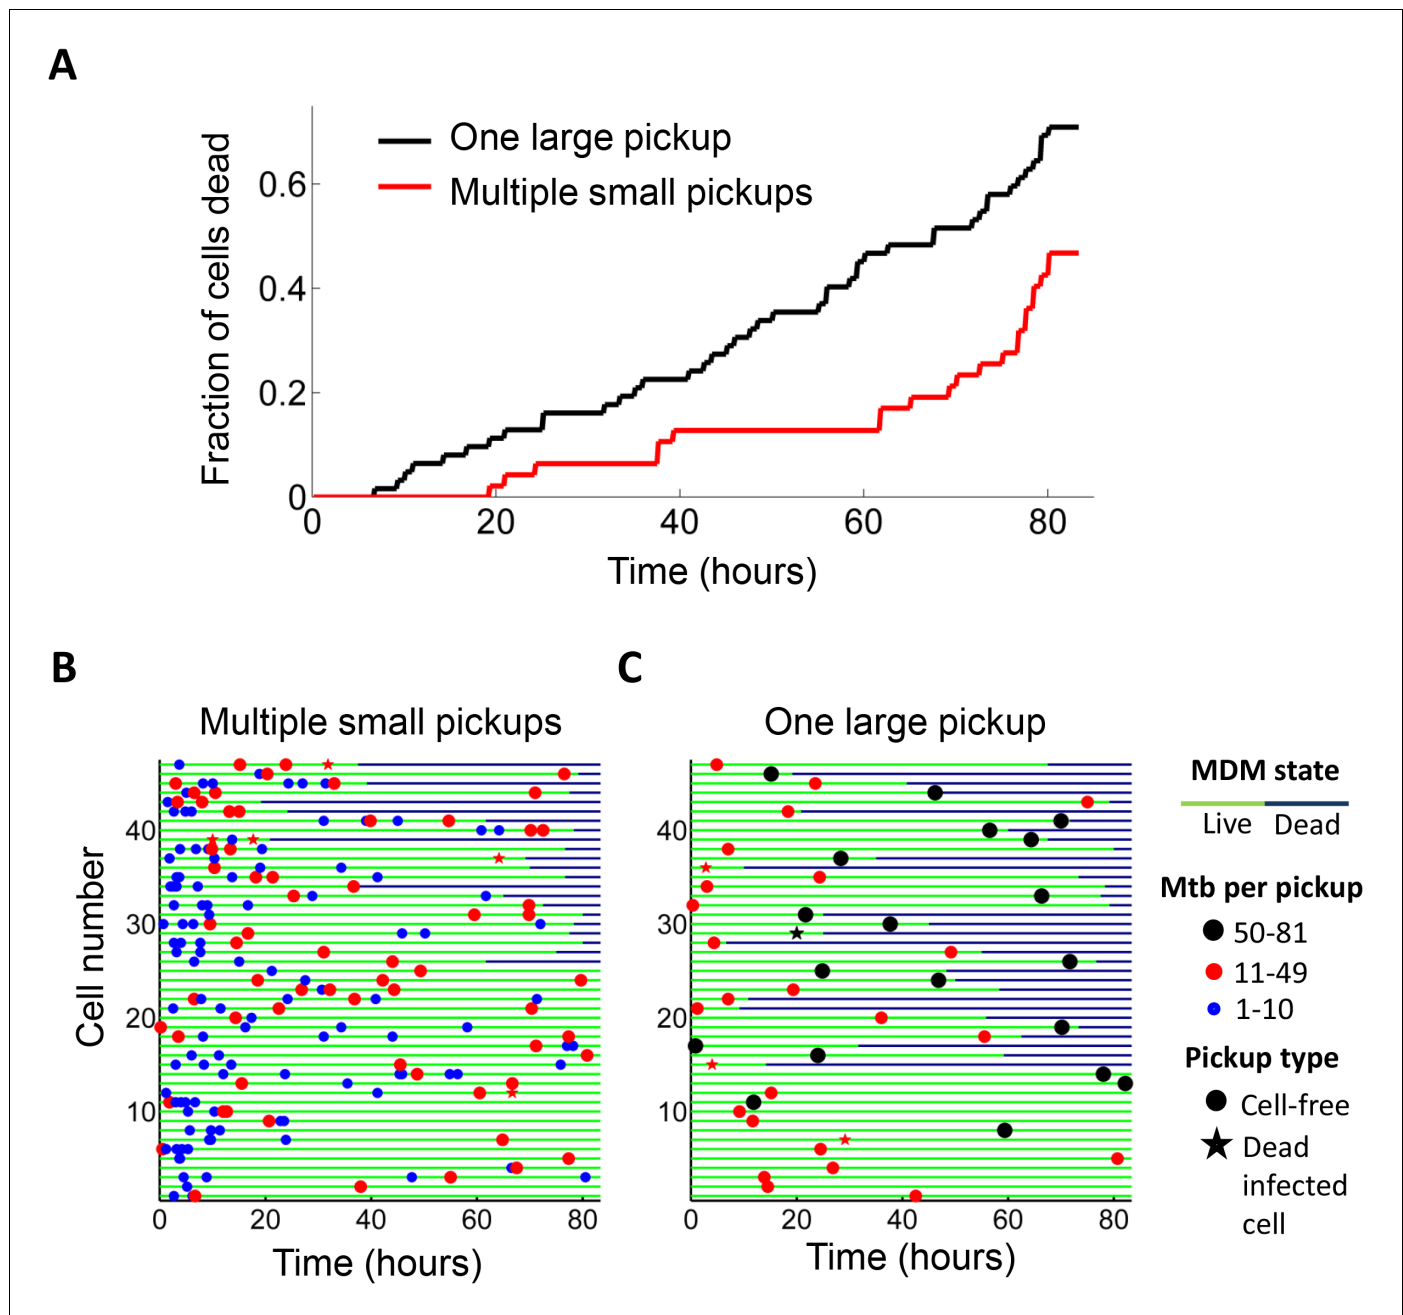 A
Fraction of cells dead
One large pickup
Multiple small pickups
0.6
0.4
0.2
0
0 20 40 60 80
Time (hours)
B
Multiple small pickups
Cell number
40
30
20
10
0 20 40 60 80
Time (hours)
C
One large pickup
40
30
20
10
0 20 40 60 80
Time (hours)
MDM state
Live Dead
Mtb per pickup
50-81
11-49
1-10
Pickup type
Cell-free
Dead
infected
cell